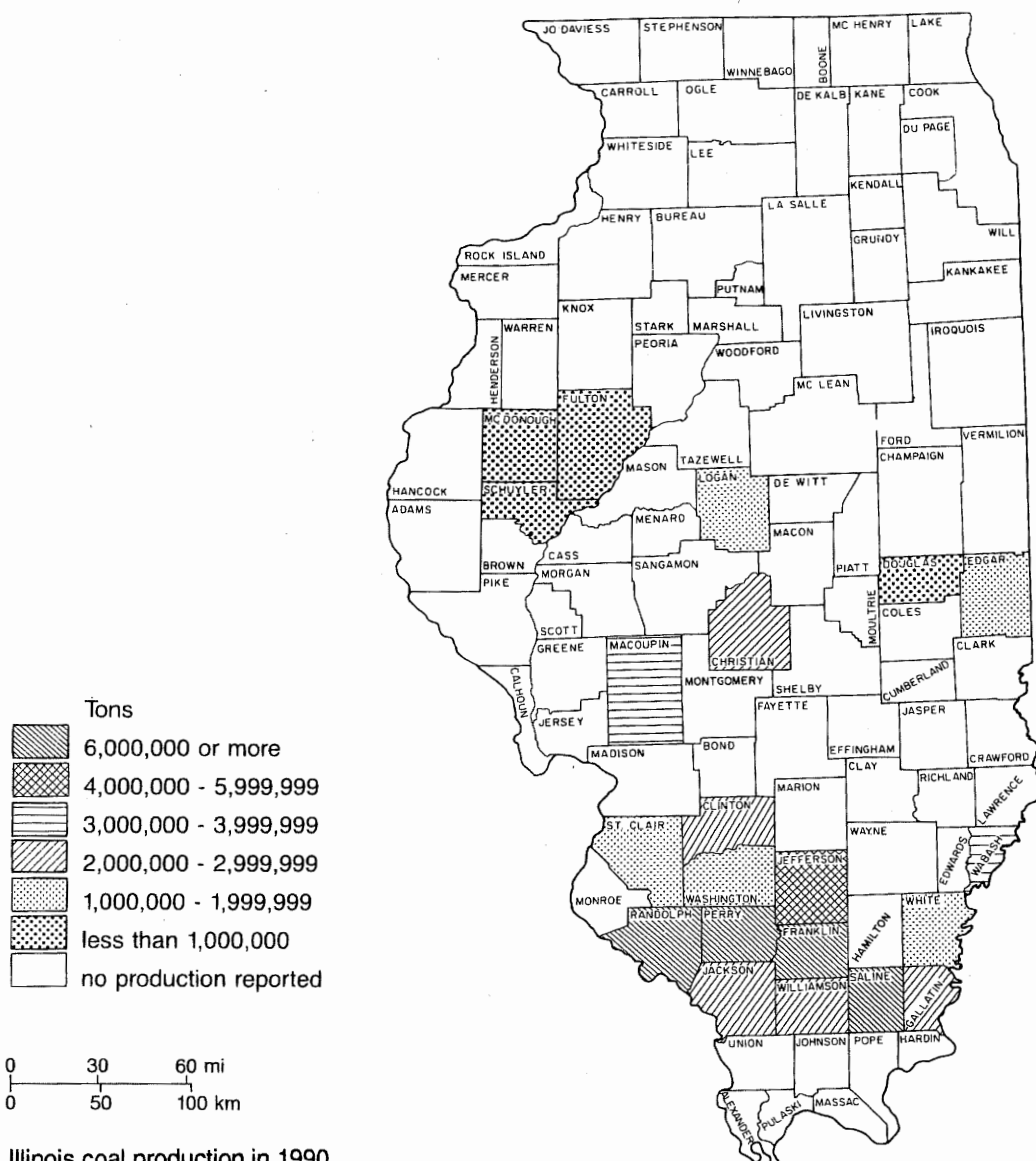 JO DAVIESS
STEPHENSON
WINNEBAGO
BOONE
MC HENRY
LAKE
CARROLL
OGLE
DE KALB
KANE
COOK
DU PAGE
WHITESIDE
LEE
KENDALL
LA SALLE
HENRY
BUREAU
GRUNDY
WILL
ROCK ISLAND
MERCER
PUTNAM
KANKAKEE
KNOX
WARREN
HENDERSON
STARK
MARSHALL
LIVINGSTON
IROQUOIS
PEORIA
WOODFORD
MC LEAN
FULTON
MC DONOUGH
FORD
VERMILION
TAZEWELL
CHAMPAIGN
MASON
LOGAN
DE WITT
HANCOCK
SCHUYLER
ADAMS
MENARD
MACON
BROWN
CASS
SANGAMON
PIATT
DOUGLAS
EDGAR
PIKE
MORGAN
MOULTRIE
COLES
SCOTT
GREENE
MACOUPIN
CHRISTIAN
CLARK
CALHOUN
MONTGOMERY
SHELBY
CUMBERLAND
JERSEY
FAYETTE
JASPER
MADISON
BOND
EFFINGHAM
CRAWFORD
CLAY
RICHLAND
LAWRENCE
MARION
CLINTON
ST. CLAIR
WAYNE
EDWARDS
WABASH
JEFFERSON
MONROE
WASHINGTON
WHITE
RANDOLPH
PERRY
FRANKLIN
HAMILTON
JACKSON
WILLIAMSON
SALINE
GALLATIN
UNION
JOHNSON
POPE
HARDIN
ALEXANDER
PULASKI
MASSAC
Tons
6,000,000 or more
4,000,000 - 5,999,999
3,000,000 - 3,999,999
2,000,000 - 2,999,999
1,000,000 - 1,999,999
less than 1,000,000
no production reported
0 30 60 mi
0 50 100 km
Illinois coal production in 1990